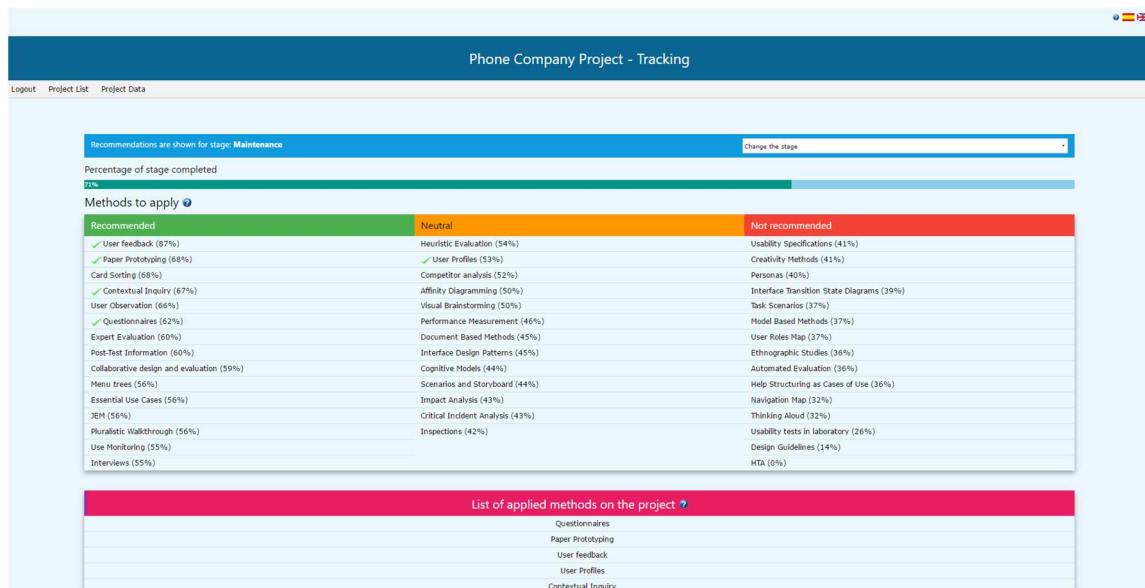 Phone Company Project - Tracking
Logout Project List Project Data
Recommendations are shown for stage: Maintenance
Change the stage
Percentage of stage completed
71%
Methods to apply
Recommended Neutral Not recommended
User feedback (87%) Heuristic Evaluation (54%) Usability Specifications (41%)
Paper Prototyping (68%) User Profiles (53%) Creativity Methods (41%)
Card Sorting (68%) Competitor analysis (52%) Personas (40%)
Contextual Inquiry (67%) Affinity Diagramming (50%) Interface Transition State Diagrams (39%)
User Observation (66%) Visual Brainstorming (50%) Task Scenarios (37%)
Questionnaires (62%) Performance Measurement (46%) Model Based Methods (37%)
Expert Evaluation (60%) Document Based Methods (45%) User Roles Map (37%)
Post-Test Information (60%) Interface Design Patterns (45%) Ethnographic Studies (36%)
Collaborative design and evaluation (59%) Cognitive Models (44%) Automated Evaluation (36%)
Menu trees (56%) Scenarios and Storyboard (44%) Help Structuring as Cases of Use (36%)
Essential Use Cases (56%) Impact Analysis (43%) Navigation Map (32%)
JEM (56%) Critical Incident Analysis (43%) Thinking Aloud (32%)
Pluralistic Walkthrough (56%) Inspections (42%) Usability tests in laboratory (26%)
Use Monitoring (55%) Design Guidelines (14%)
Interviews (55%) HTA (0%)
List of applied methods on the project
Questionnaires
Paper Prototyping
User feedback
User Profiles
Contextual Inquiry